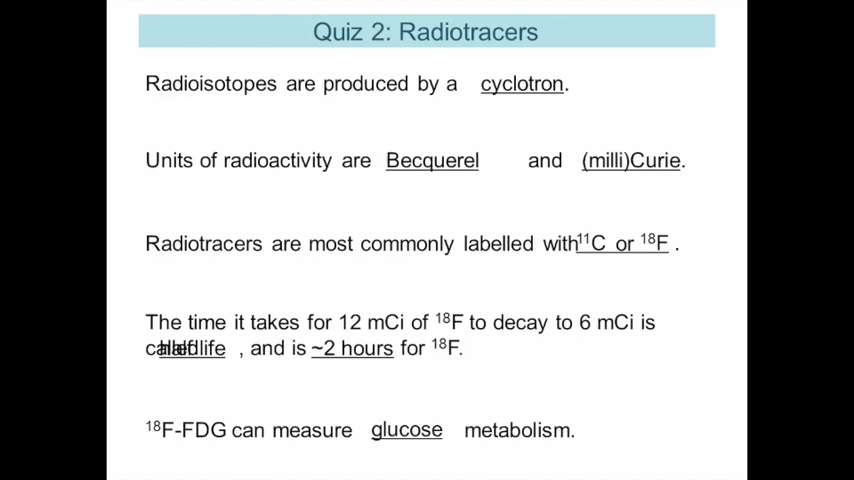 Quiz 2: Radiotracers
Radioisotopes are produced by a cyclotron.
Units of radioactivity are Becquerel and (milli)Curie.
Radiotracers are most commonly labelled with ¹¹C or ¹⁸F .
The time it takes for 12 mCi of ¹⁸F to decay to 6 mCi is
called half life , and is ~2 hours for ¹⁸F.
¹⁸F-FDG can measure glucose metabolism.